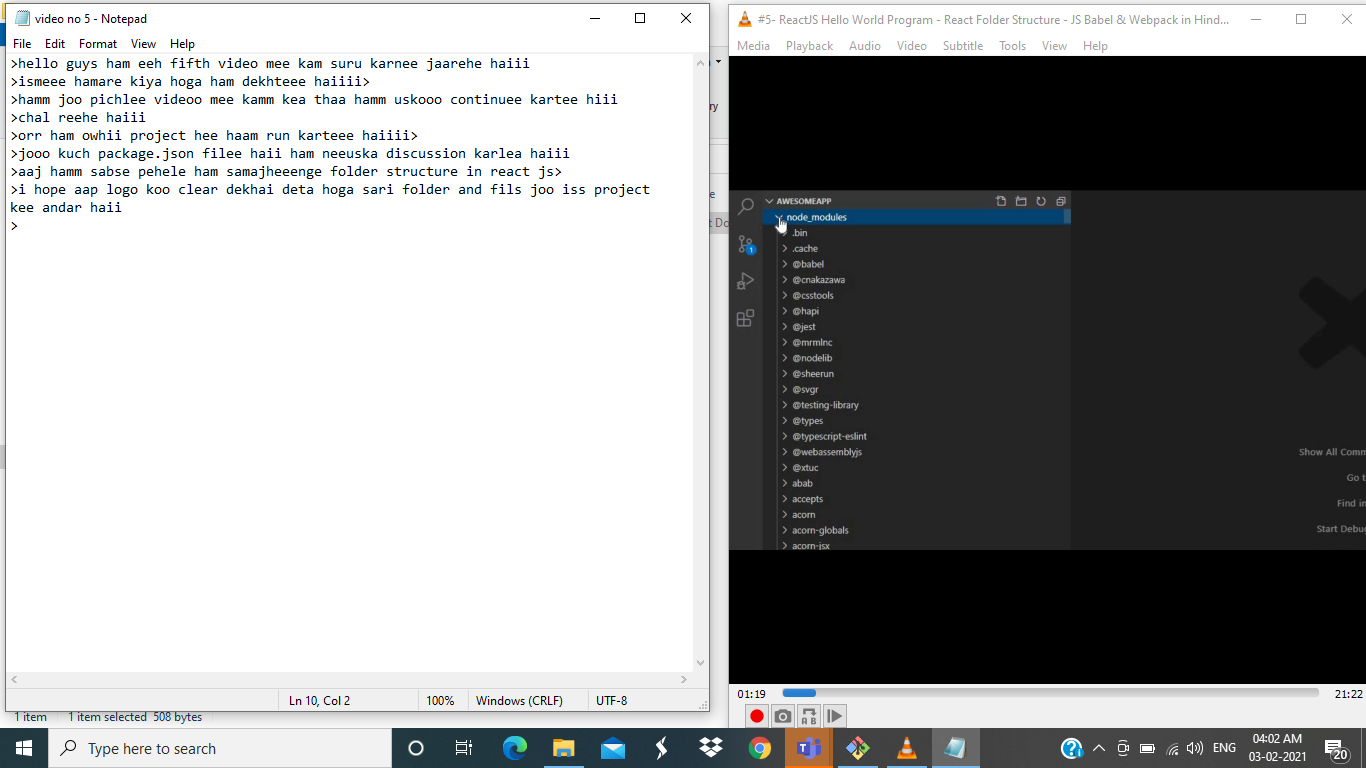 video no 5 - Notepad
File Edit Format View Help
>hello guys ham eeh fifth video mee kam suru karnee jaarehe haiii
>ismeee hamare kiya hoga ham dekhteee haiiii>
>hamm joo pichlee videoo mee kamm kea thaa hamm uskooo continuee kartee hiii
>chal reehe haiii
>orr ham owhii project hee haam run karteee haiiii>
>jooo kuch package.json filee haii ham neeuska discussion karlea haiii
>aaj hamm sabse pehele ham samajheeenge folder structure in react js>
>i hope aap logo koo clear dekhai deta hoga sari folder and fils joo iss project
kee andar haii
>
Ln 10, Col 2 100% Windows (CRLF) UTF-8
1 item 1 item selected 508 bytes
#5- ReactJS Hello World Program - React Folder Structure - JS Babel & Webpack in Hind...
Media Playback Audio Video Subtitle Tools View Help
AWESOMEAPP
node_modules
.bin
.cache
@babel
@cnakazawa
@csstools
@hapi
@jest
@mrmlnc
@nodelib
@sheerun
@svgr
@testing-library
@types
@typescript-eslint
@webassemblyjs
@xtuc
abab
accepts
acorn
acorn-globals
acorn-jsx
1
Show All Comm
Go t
Find in
Start Debug
01:19 21:22
A B
Type here to search
ENG
04:02 AM
03-02-2021
20